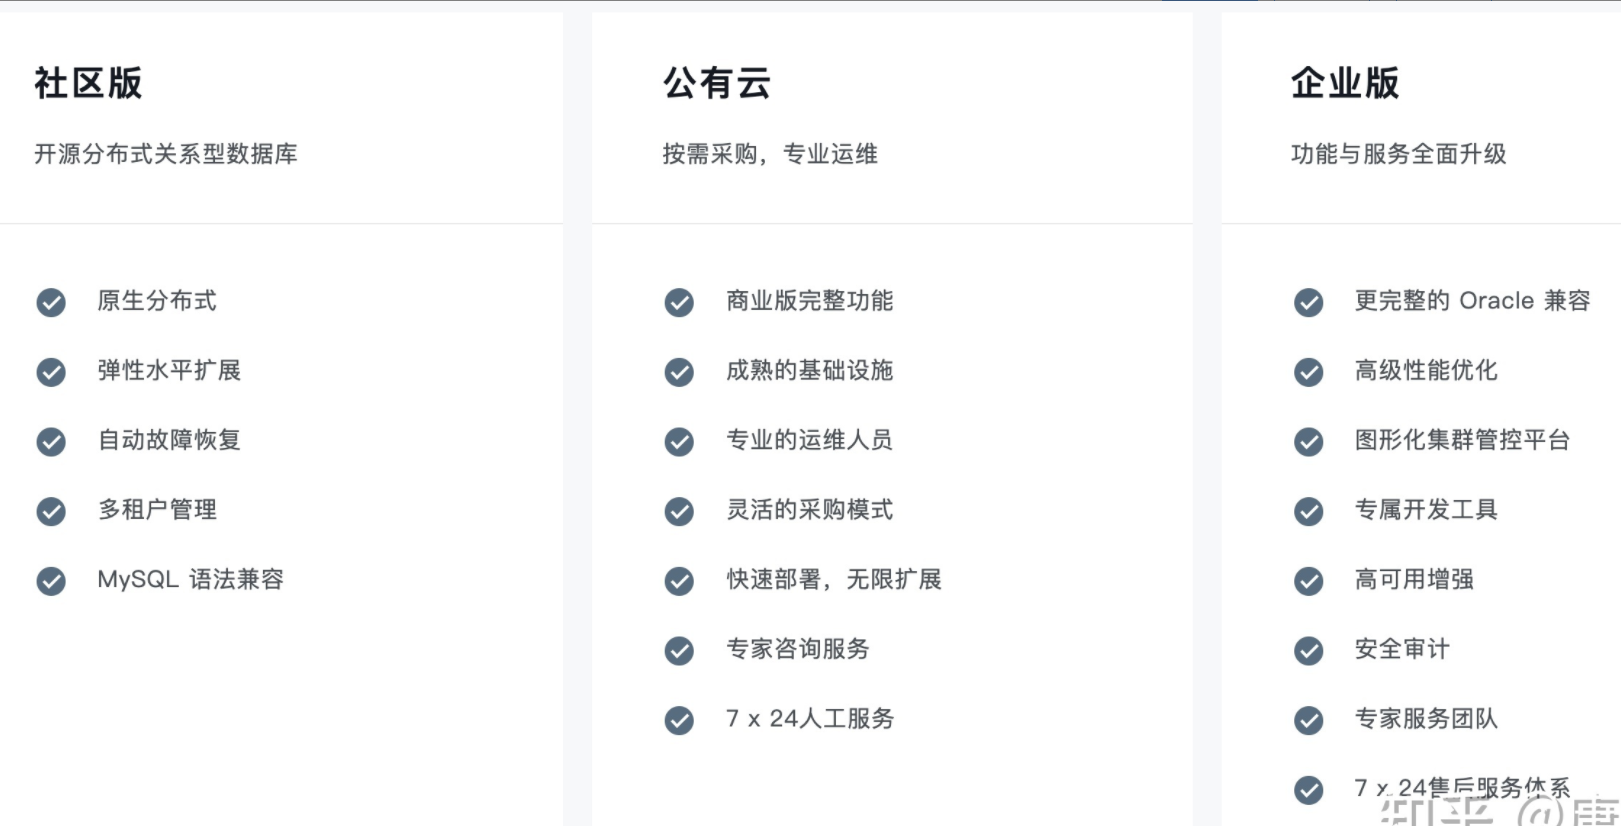 社区版
开源分布式关系型数据库
原生分布式
弹性水平扩展
自动故障恢复
多租户管理
MySQL 语法兼容
公有云
按需采购，专业运维
商业版完整功能
成熟的基础设施
专业的运维人员
灵活的采购模式
快速部署，无限扩展
专家咨询服务
7 x 24人工服务
企业版
功能与服务全面升级
更完整的 Oracle 兼容
高级性能优化
图形化集群管控平台
专属开发工具
高可用增强
安全审计
专家服务团队
7 x 24售后服务体系
知乎 @